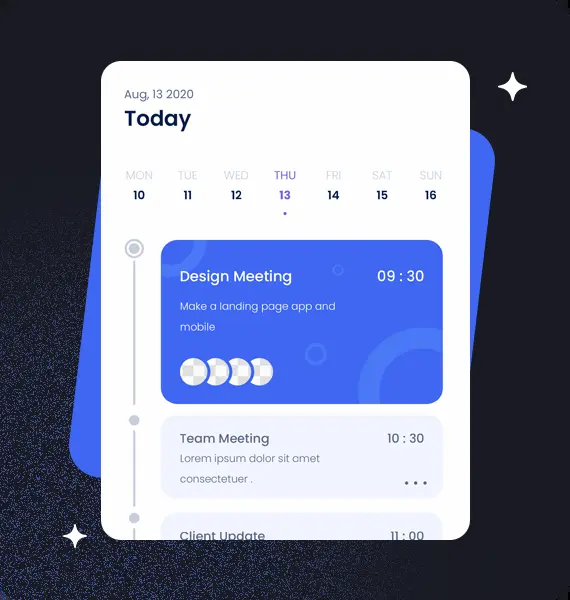 Aug, 13 2020
Today
MON TUE WED THU FRI SAT SUN
10 11 12 13 14 15 16
Design Meeting 09 : 30
Make a landing page app and
mobile
Team Meeting 10 : 30
Lorem ipsum dolor sit amet
consectetuer .
Client Update 11 : 00